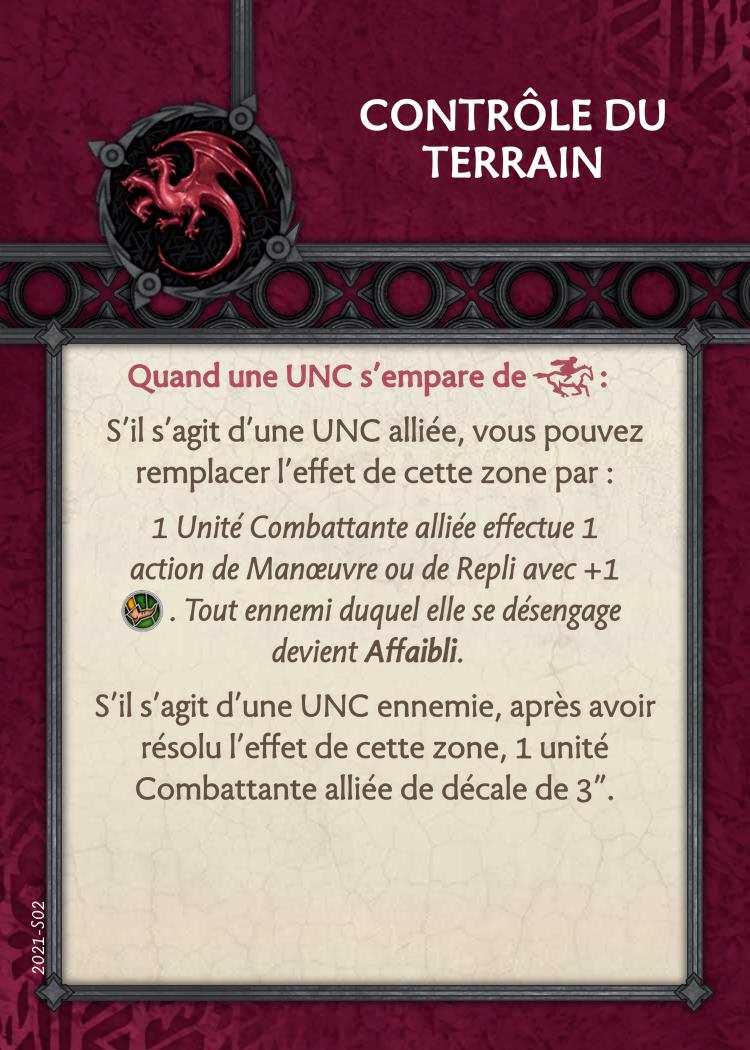 CONTRÔLE DU
TERRAIN
Quand une UNC s'empare de :
S'il s'agit d'une UNC alliée, vous pouvez
remplacer l'effet de cette zone par :
1 Unité Combattante alliée effectue 1
action de Manœuvre ou de Repli avec +1
. Tout ennemi duquel elle se désengage
devient Affaibli.
S'il s'agit d'une UNC ennemie, après avoir
résolu l'effet de cette zone, 1 unité
Combattante alliée de décale de 3″.
2021-S02